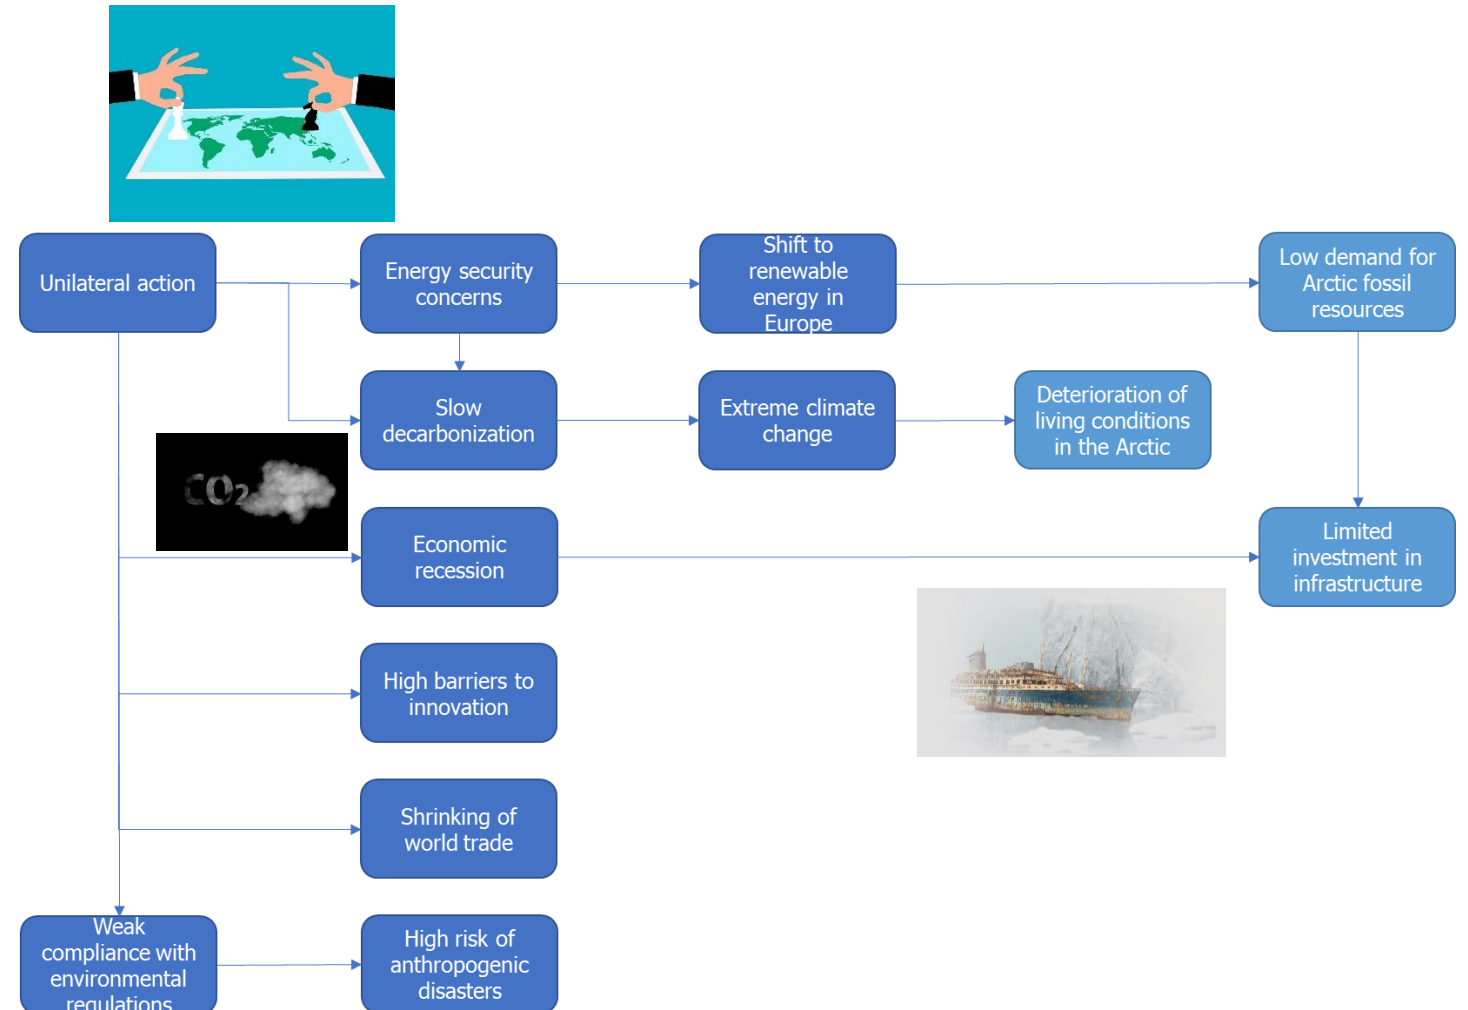 Unilateral action
Energy security
concerns
Shift to
renewable
energy in
Europe
Low demand for
Arctic fossil
resources
Slow
decarbonization
Extreme climate
change
Deterioration of
living conditions
in the Arctic
CO2
Economic
recession
Limited
investment in
infrastructure
High barriers to
innovation
Shrinking of
world trade
Weak
compliance with
environmental
regulations
High risk of
anthropogenic
disasters